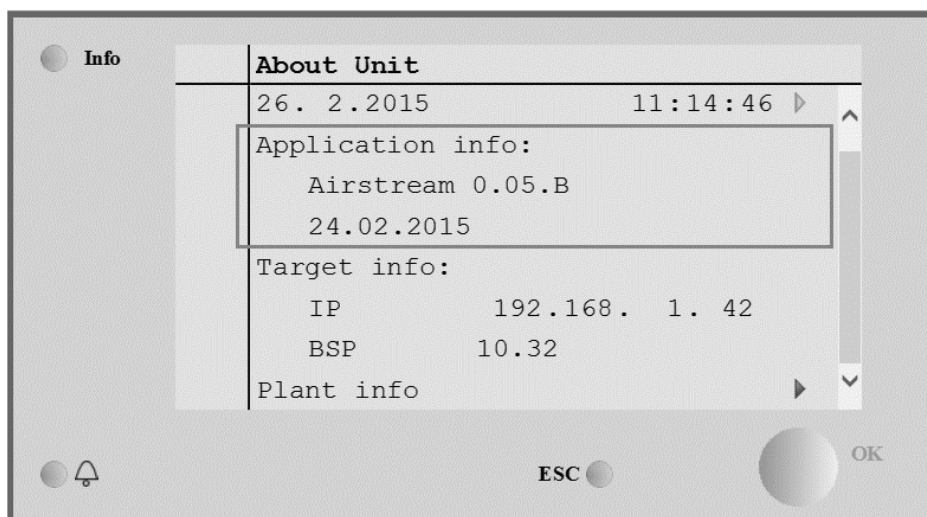 Info
About Unit
26. 2.2015 11:14:46
Application info:
Airstream 0.05.B
24.02.2015
Target info:
IP 192.168. 1. 42
BSP 10.32
Plant info
ESC
OK